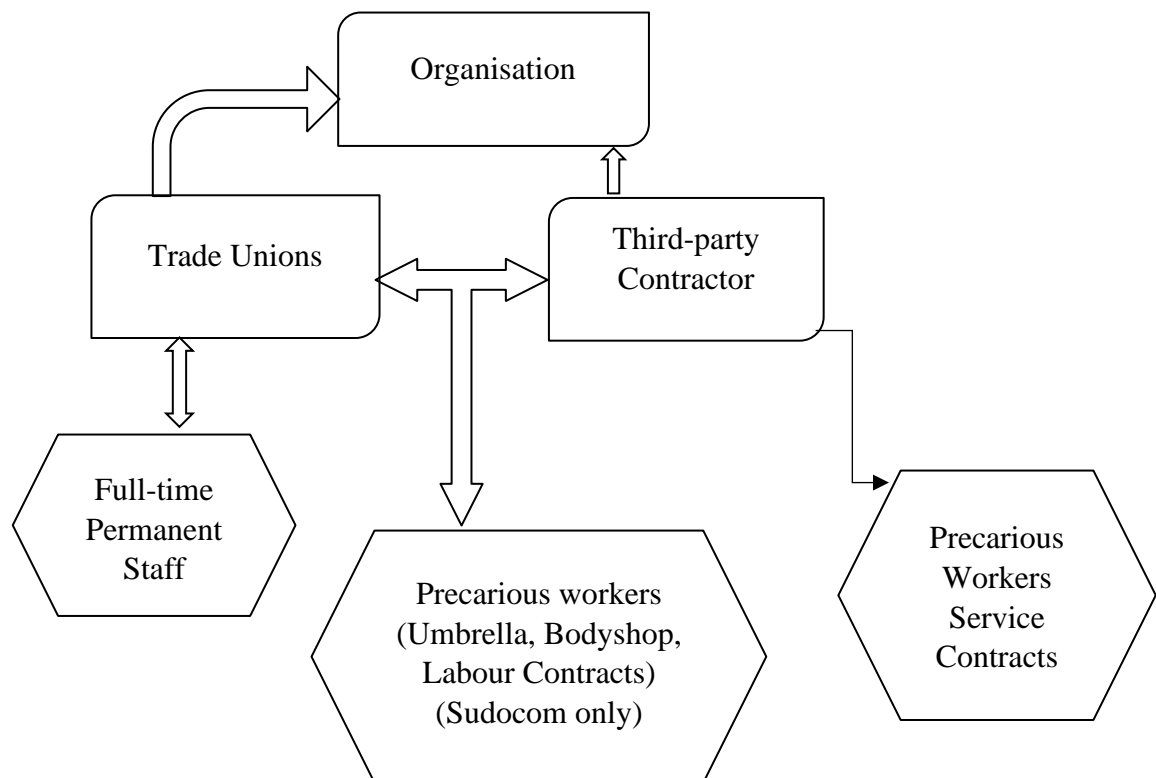 Organisation
Trade Unions
Third-party
Contractor
Full-time
Permanent
Staff
Precarious workers
(Umbrella, Bodyshop,
Labour Contracts)
(Sudocom only)
Precarious
Workers
Service
Contracts